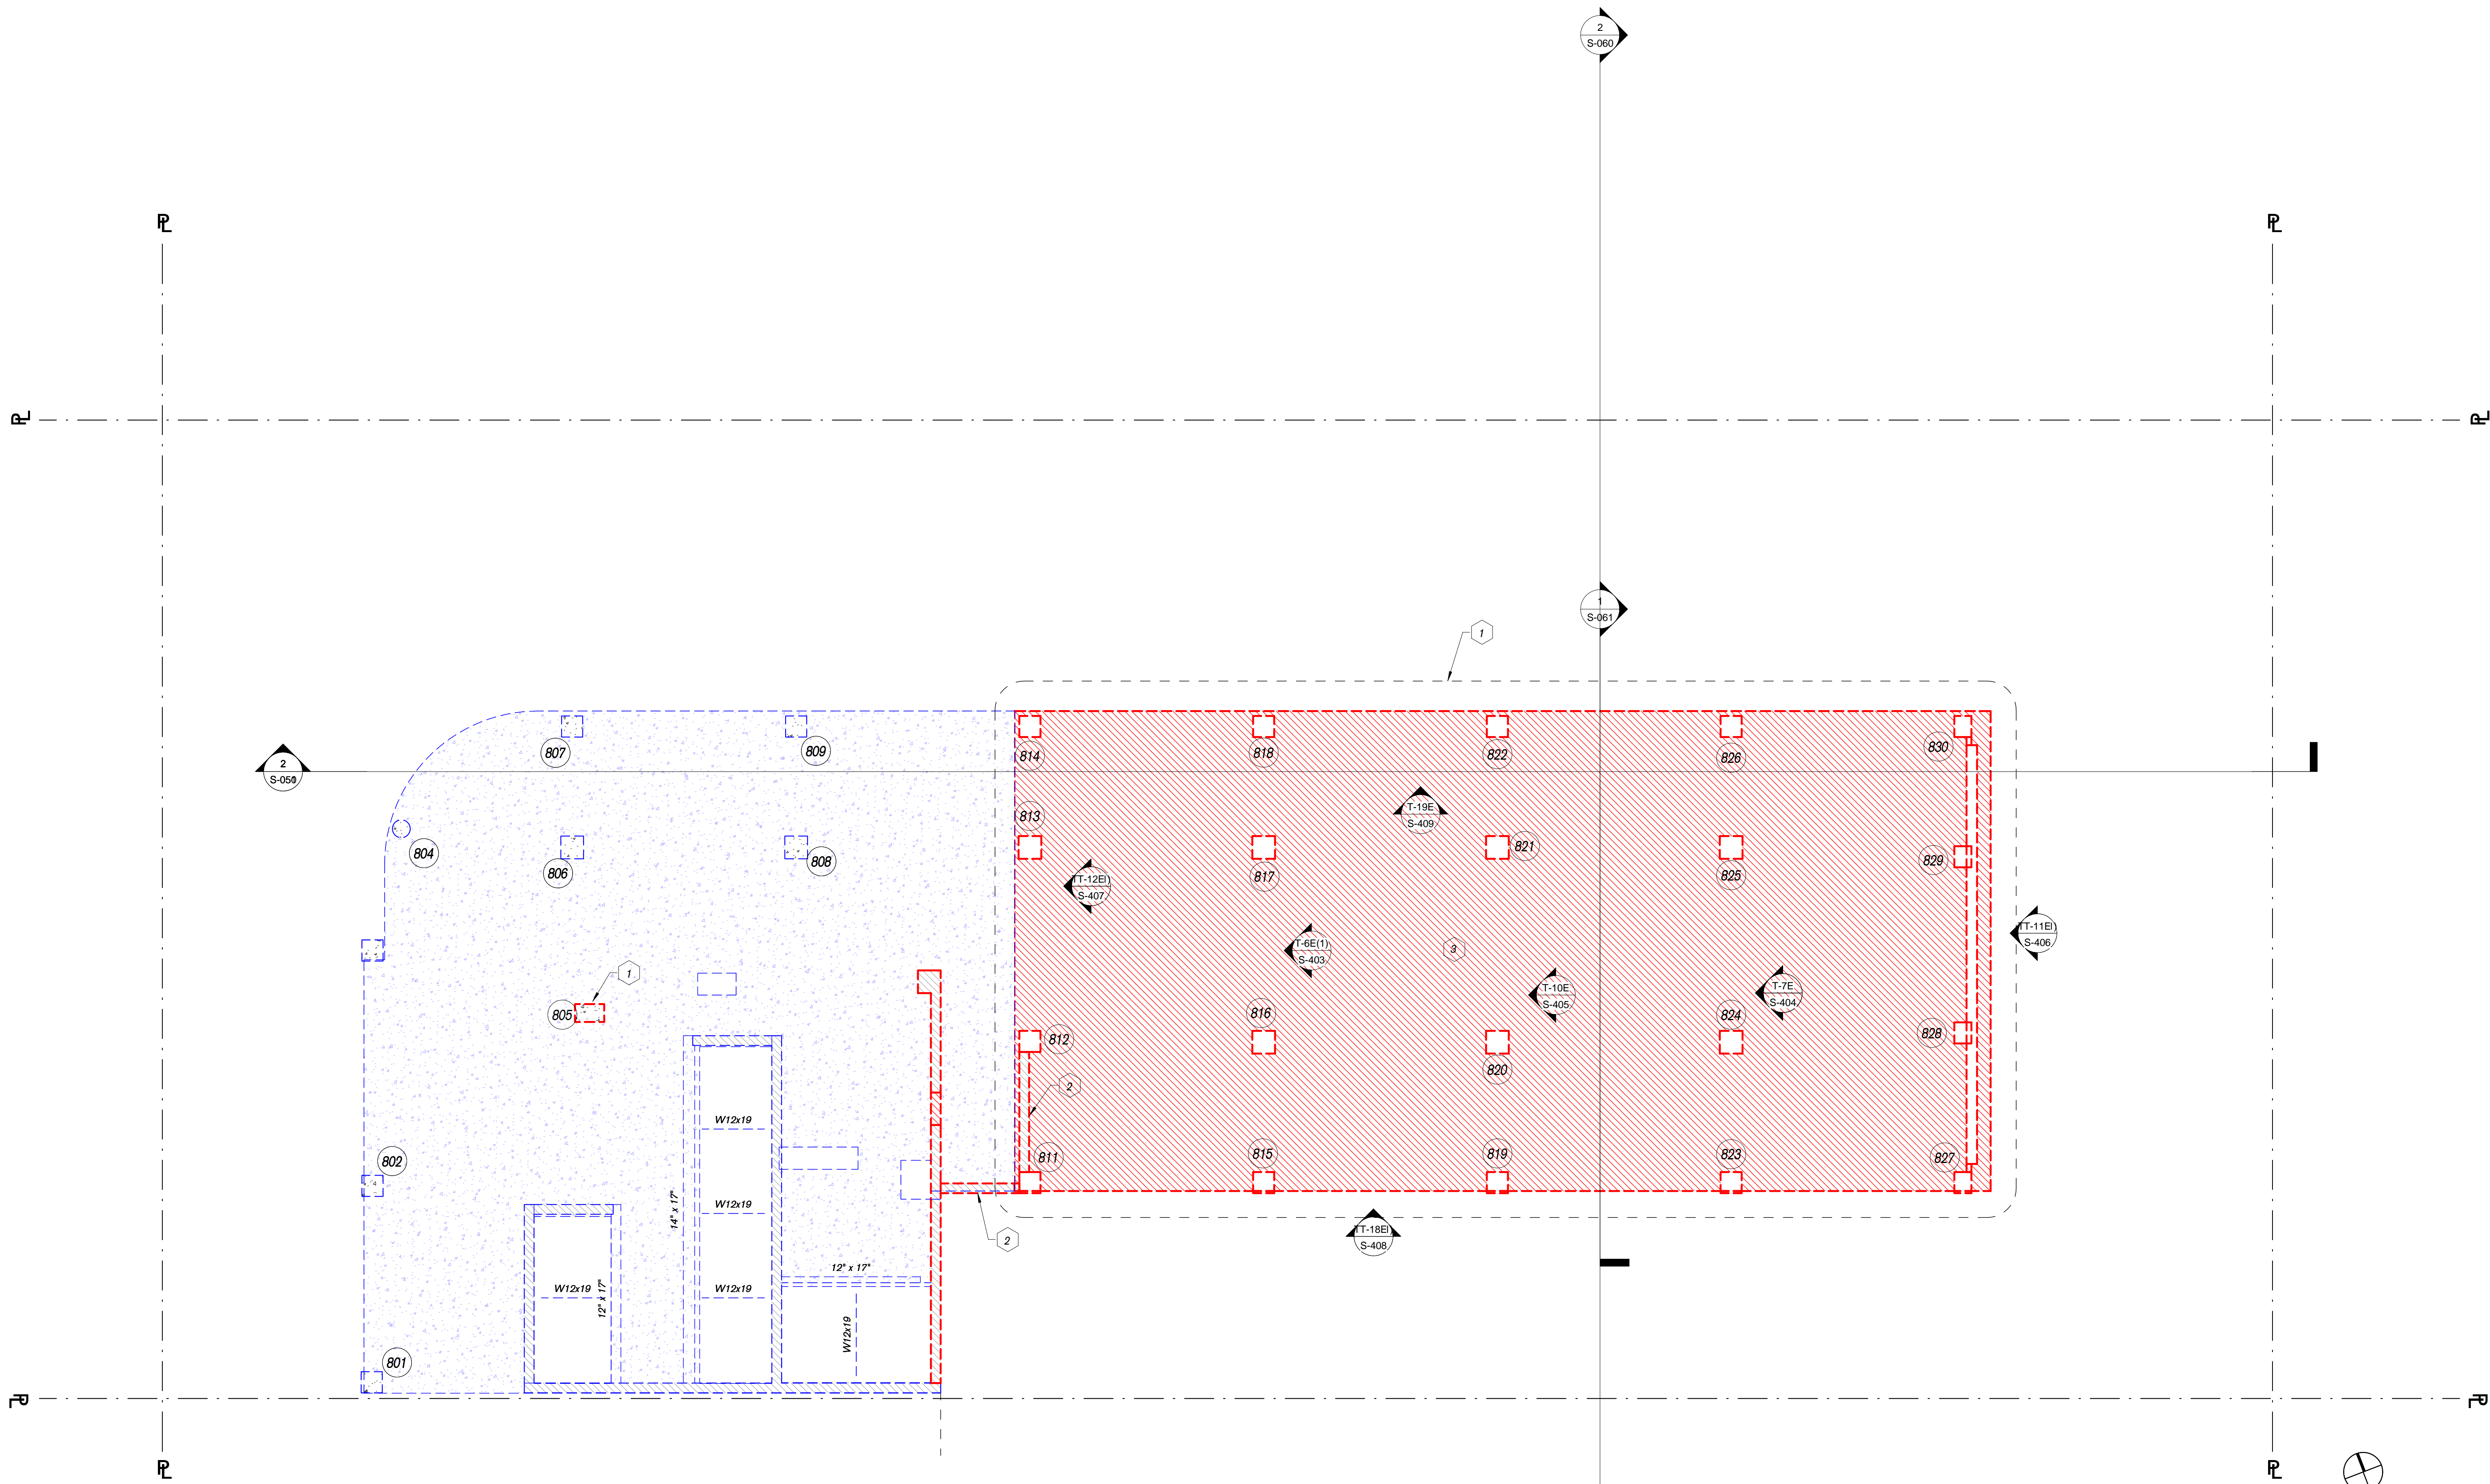 2
S-060
PL
PL
PL
PL
1
S-061
1
807
809
814
818
822
826
830
2
813
T-19E
S-409
804
806
808
817
821
825
829
TT-12EI)
S-407
TT-11EI)
S-406
T-6E(1)
S-403
3
1
T-10E
S-405
T-7E
S-404
805
816
824
812
820
828
2
W12x19
802
811
815
819
823
827
14" x 17"
W12x19
2
TT-18EI)
S-408
12" x 17"
W12x19
12" x 17"
W12x19
W12x19
801
PL
PL
PL
PL